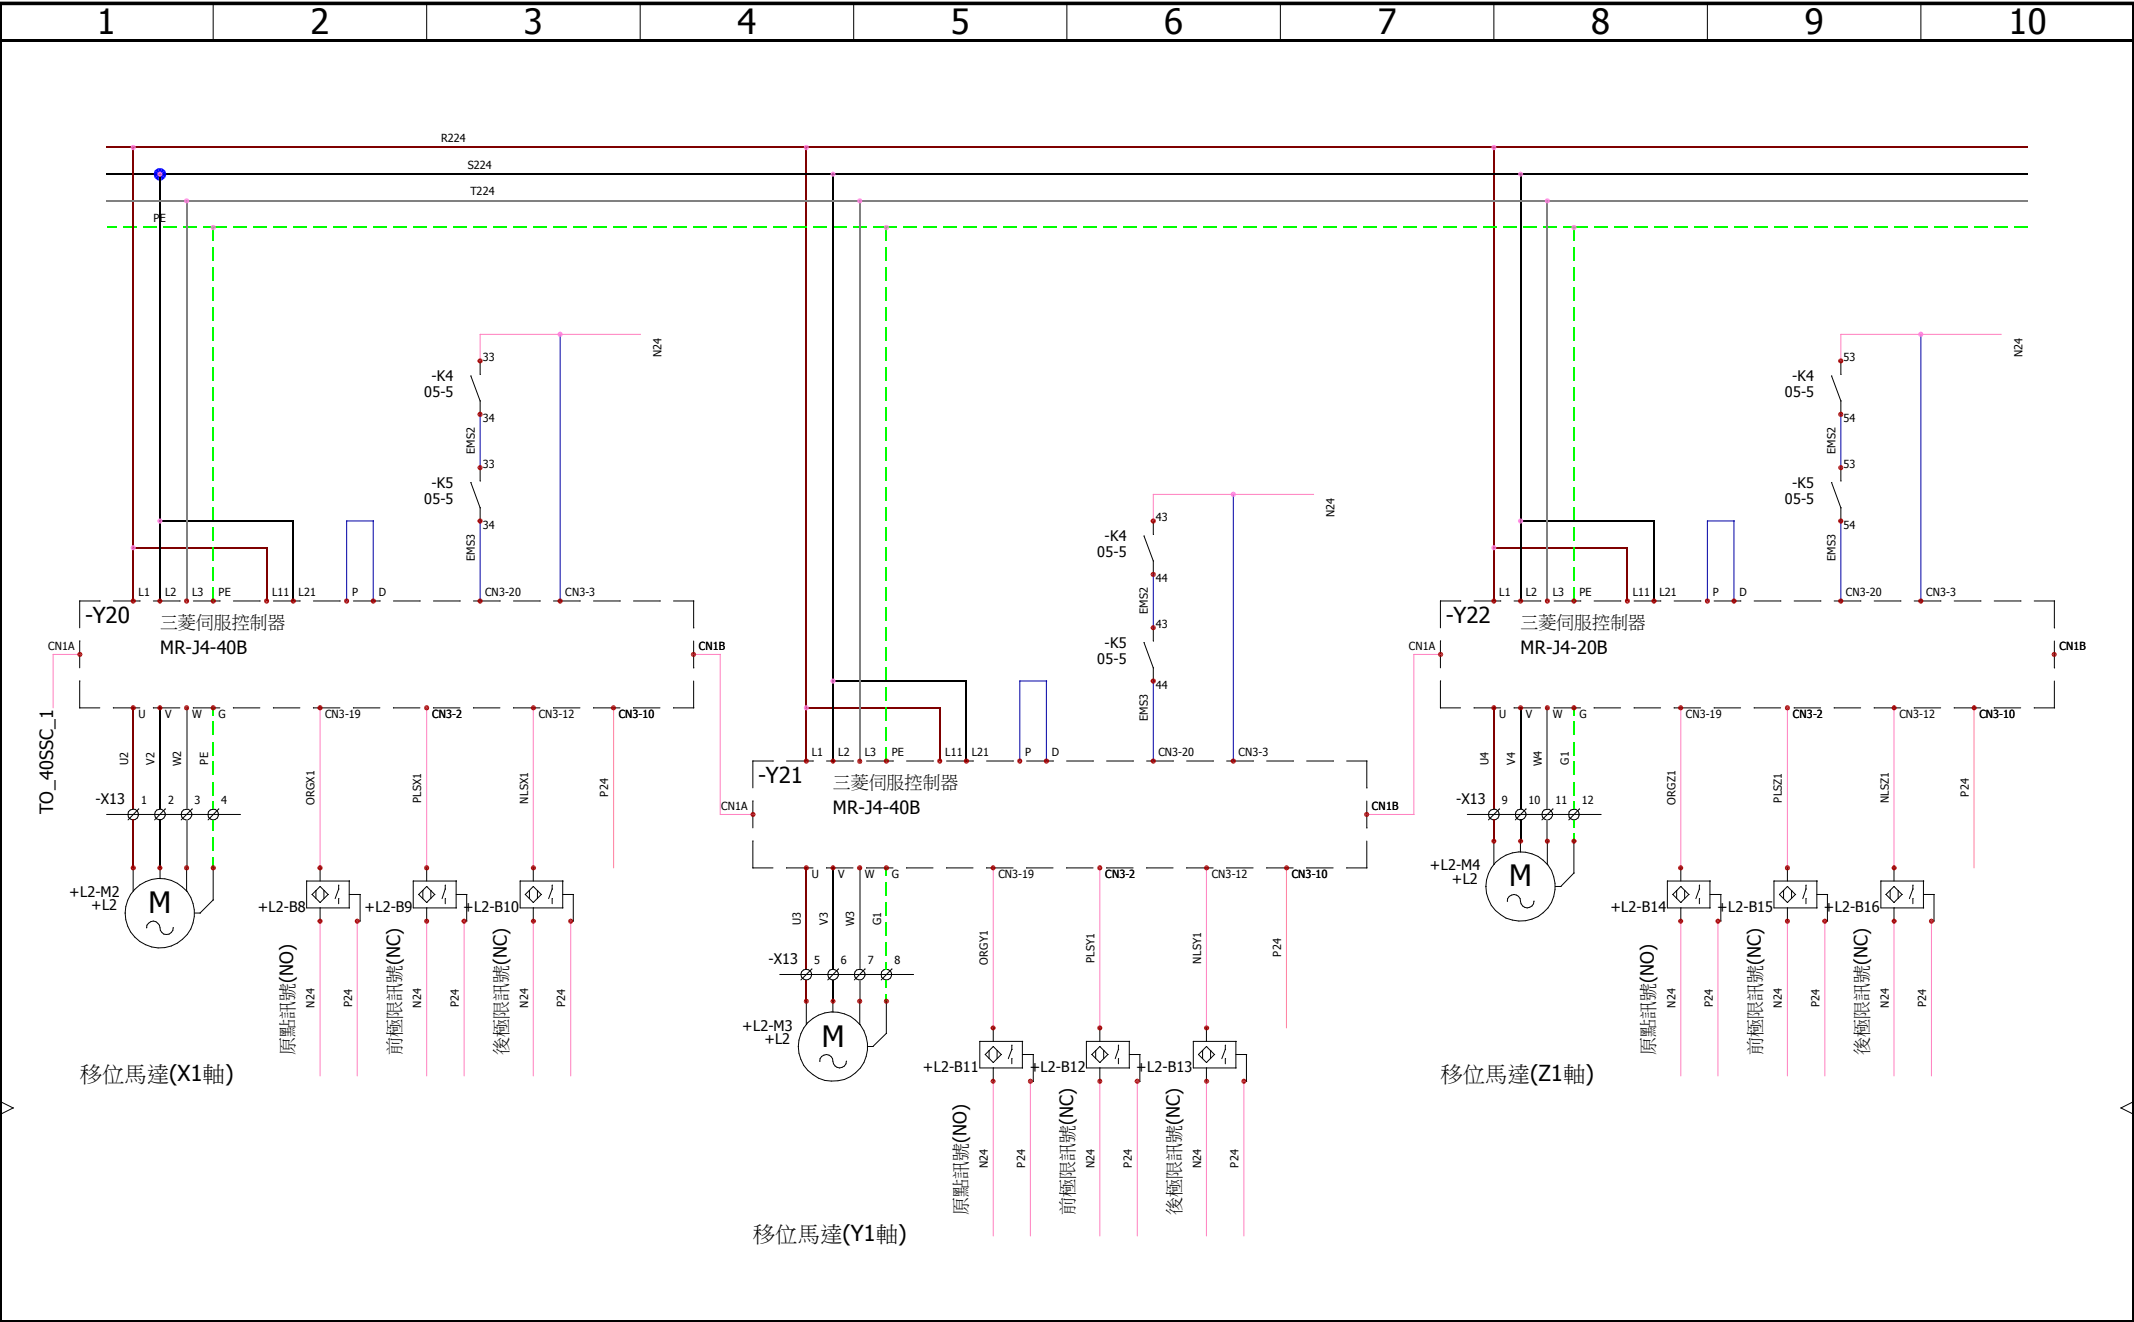 1 2 3 4 5 6 7 8 9 10
R224
S224
T224
PE
33
-K4
05-5
34
EMS2
33
-K5
05-5
34
EMS3
N24
43
-K4
05-5
44
EMS2
43
-K5
05-5
44
EMS3
N24
53
-K4
05-5
54
EMS2
53
-K5
05-5
54
EMS3
N24
L1 L2 L3 PE L11 L21 P D CN3-20 CN3-3
-Y20
三菱伺服控制器
MR-J4-40B
CN1A
CN1B
TO_40SSC_1
U V W G CN3-19 CN3-2 CN3-12 CN3-10
U2 V2 W2 PE ORGX1 PLSX1 NLSX1 P24
-X13 1 2 3 4
+L2-M2
+L2
M
+L2-B8 +L2-B9 +L2-B10
原點訊號(NO)
N24 P24
前極限訊號(NC)
N24 P24
後極限訊號(NC)
N24 P24
移位馬達(X1軸)
L1 L2 L3 PE L11 L21 P D CN3-20 CN3-3
-Y21
三菱伺服控制器
MR-J4-40B
CN1A
CN1B
U V W G CN3-19 CN3-2 CN3-12 CN3-10
U3 V3 W3 G1 ORGY1 PLSY1 NLSY1 P24
-X13 5 6 7 8
+L2-M3
+L2
M
+L2-B11 +L2-B12 +L2-B13
原點訊號(NO)
N24 P24
前極限訊號(NC)
N24 P24
後極限訊號(NC)
N24 P24
移位馬達(Y1軸)
L1 L2 L3 PE L11 L21 P D CN3-20 CN3-3
-Y22
三菱伺服控制器
MR-J4-20B
CN1A
CN1B
U V W G CN3-19 CN3-2 CN3-12 CN3-10
U4 V4 W4 G1 ORGZ1 PLSZ1 NLSZ1 P24
-X13 9 10 11 12
+L2-M4
+L2
M
+L2-B14 +L2-B15 +L2-B16
原點訊號(NO)
N24 P24
前極限訊號(NC)
N24 P24
後極限訊號(NC)
N24 P24
移位馬達(Z1軸)